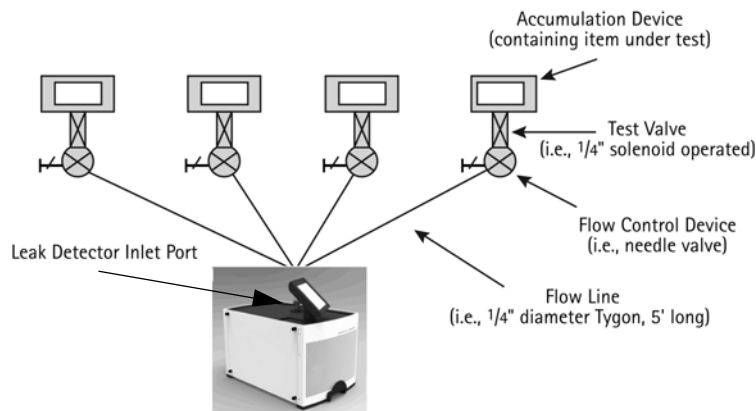 Accumulation Device
(containing item under test)
Test Valve
(i.e., 1/4" solenoid operated)
Flow Control Device
(i.e., needle valve)
Leak Detector Inlet Port
Flow Line
(i.e., 1/4" diameter Tygon, 5' long)